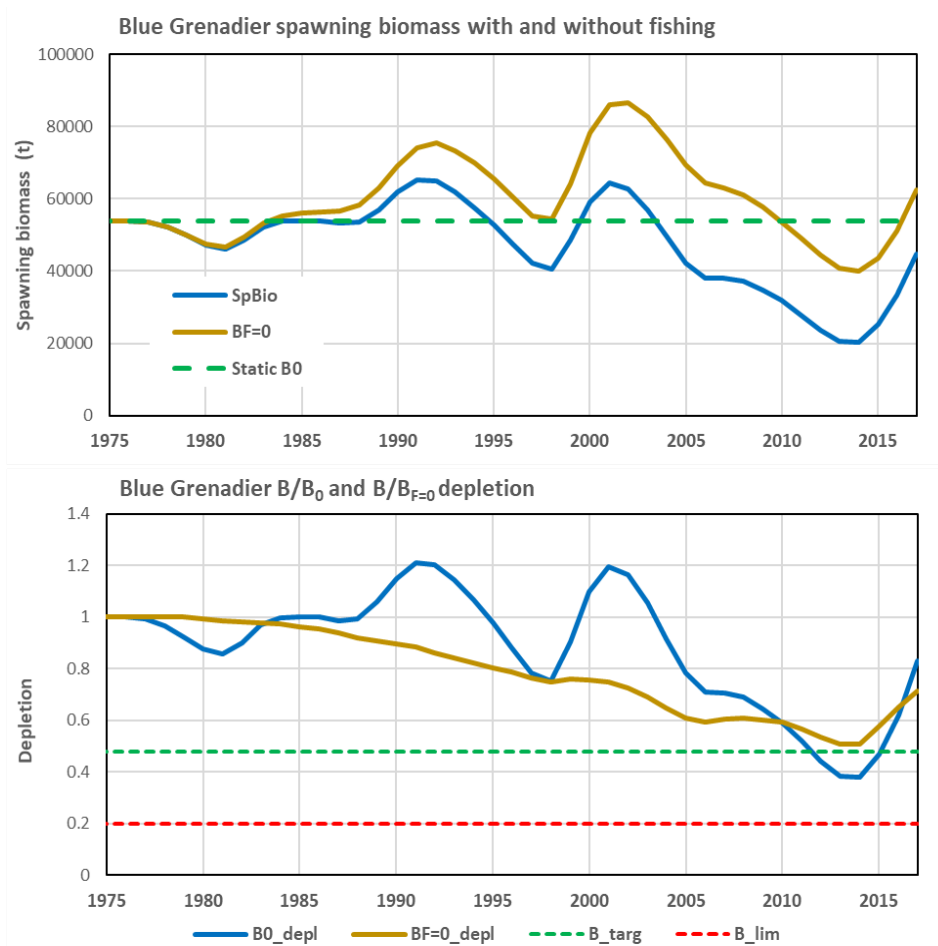 Blue Grenadier spawning biomass with and without fishing
100000
80000
60000
40000
20000
0
Spawning biomass (t)
SpBio
BF=0
Static B0
1975 1980 1985 1990 1995 2000 2005 2010 2015
Blue Grenadier B/B0 and B/BF=0 depletion
1.4
1.2
1
0.8
0.6
0.4
0.2
0
Depletion
1975 1980 1985 1990 1995 2000 2005 2010 2015
B0_depl BF=0_depl B_targ B_lim